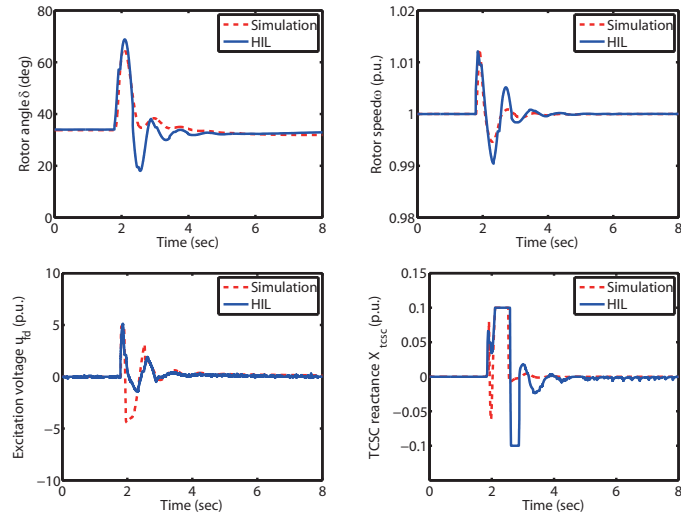 80
60
40
20
0
Rotor angle δ (deg)
Simulation
HIL
0 2 4 6 8
Time (sec)
1.02
1.01
1
0.99
0.98
Rotor speedω (p.u.)
Simulation
HIL
0 2 4 6 8
Time (sec)
10
5
0
−5
−10
Excitation voltage u_fd (p.u.)
Simulation
HIL
0 2 4 6 8
Time (sec)
0.15
0.1
0.05
0
−0.05
−0.1
TCSC reactance X_tcsc (p.u.)
Simulation
HIL
0 2 4 6 8
Time (sec)